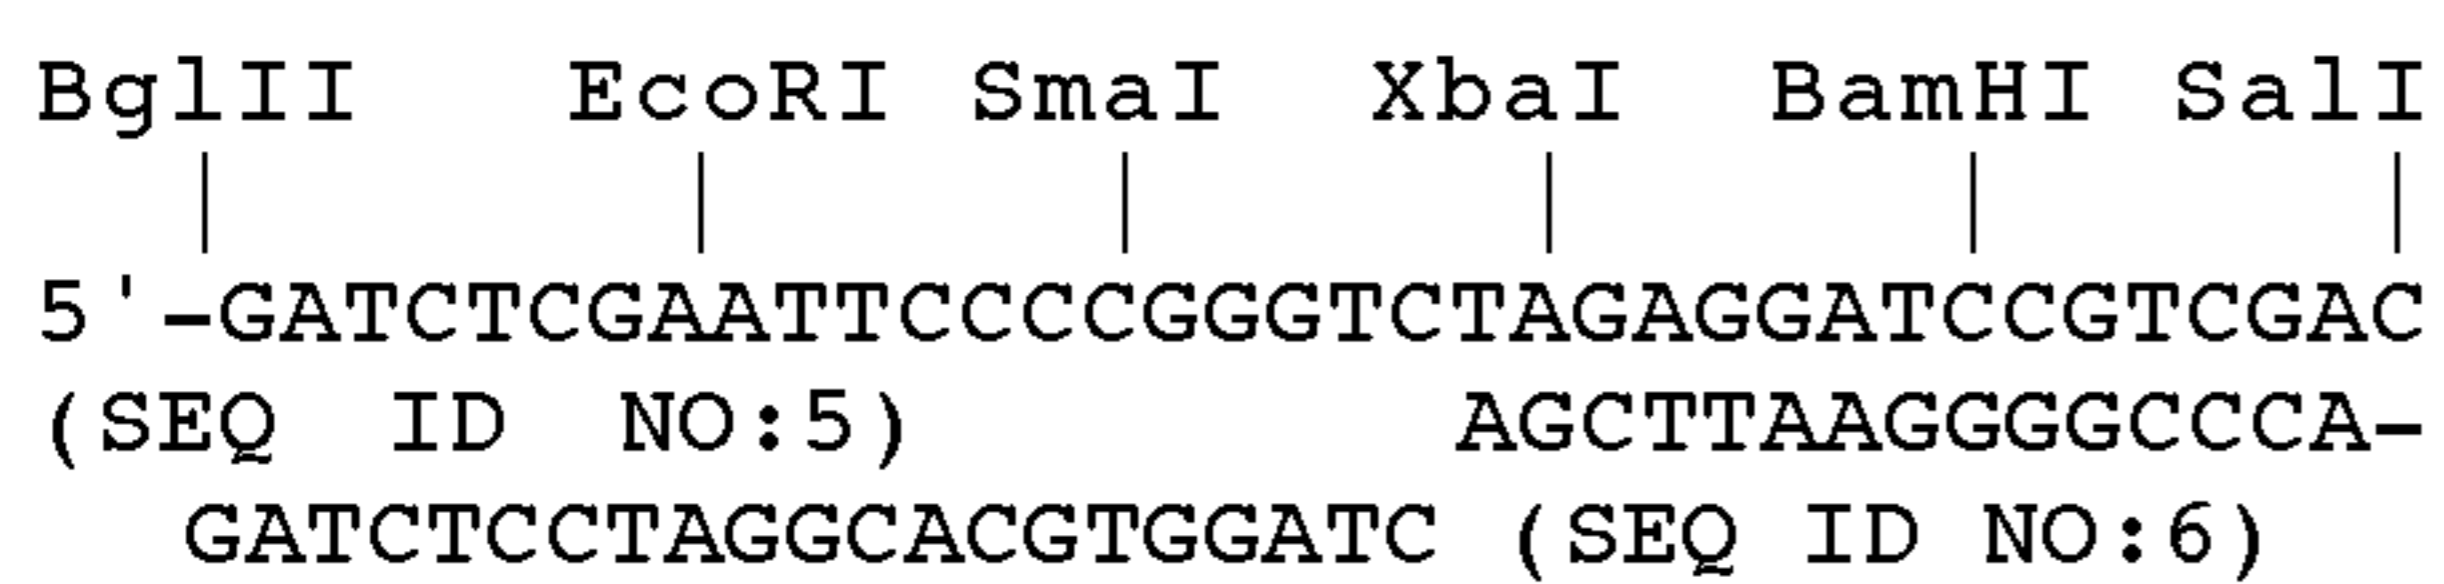 BglII EcoRI SmaI XbaI BamHI SalI
5'-GATCTCGAATTCCCCGGGTCTAGAGGATCCGTCGAC
(SEQ ID NO:5) AGCTTAAGGGGCCCA-
GATCTCCTAGGCACGTGGATC (SEQ ID NO:6)